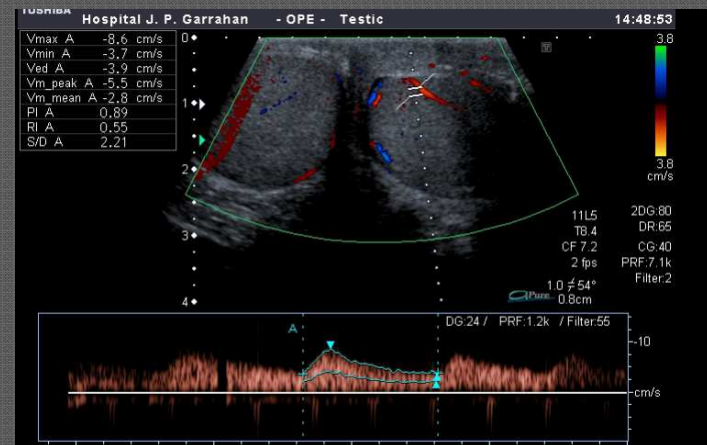 TOSHIBA
Hospital J. P. Garrahan - OPE - Testic 14:48:53
Vmax A -8.6 cm/s
Vmin A -3.7 cm/s
Ved A -3.9 cm/s
Vm_peak A -5.5 cm/s
Vm_mean A -2.8 cm/s
PI A 0.89
RI A 0.55
S/D A 2.21
0
1
2
3
4
T
3.8
3.8
cm/s
11L5
T8.4
CF 7.2
2 fps
2DG:80
DR:65
CG:40
PRF:7.1k
Filter:2
1.0 ≠ 54°
0.8cm
APure
DG:24 / PRF:1.2k / Filter:55
A
-10
cm/s